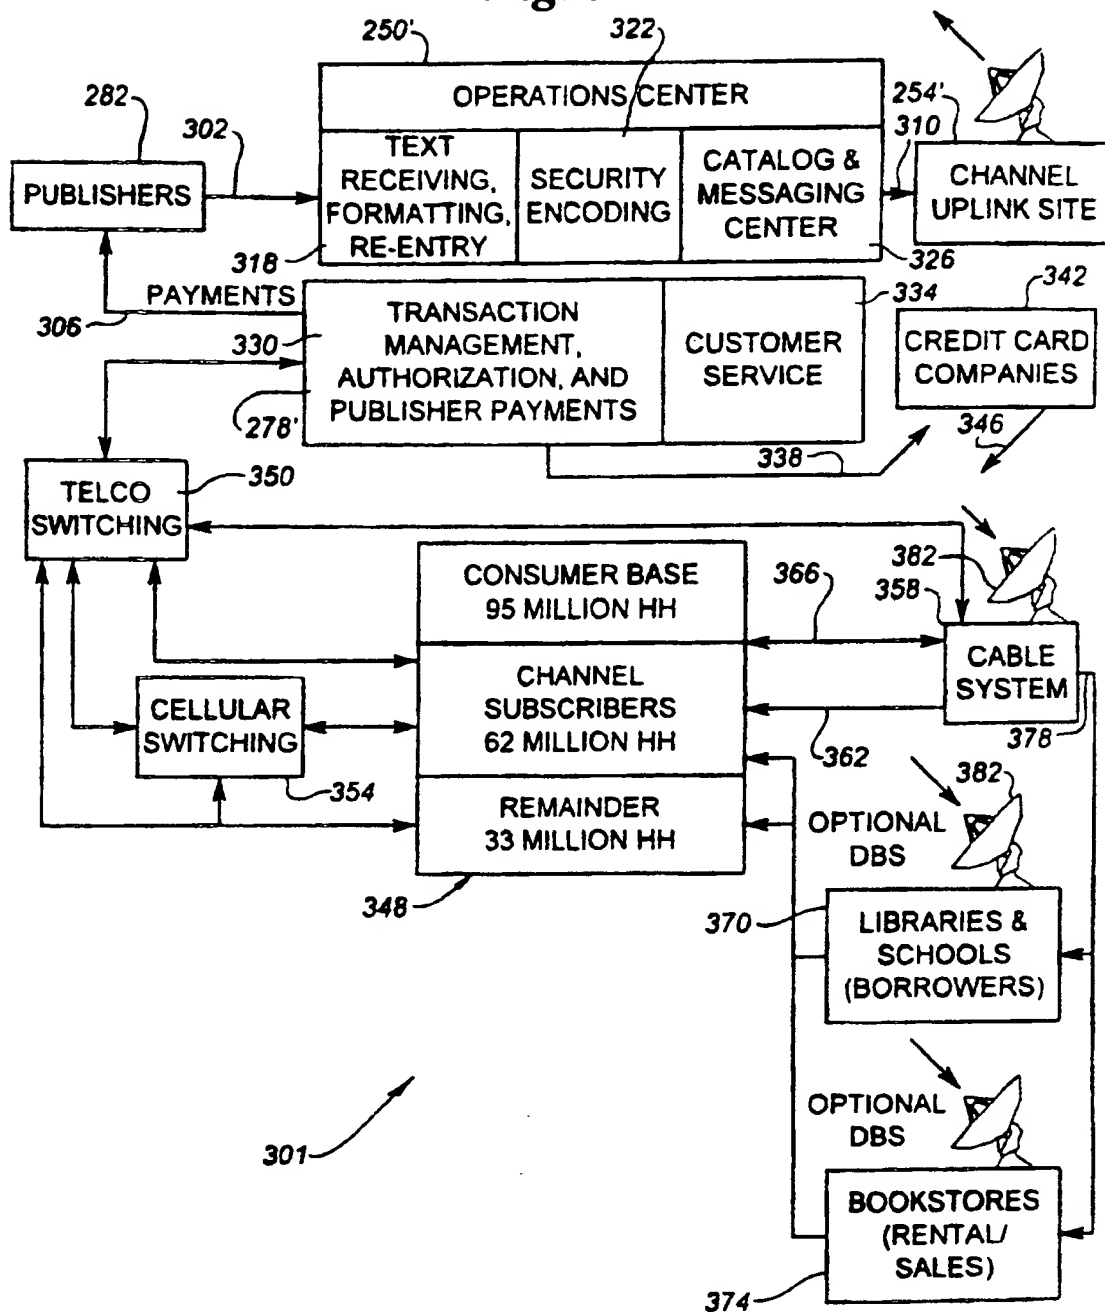 250'
322
282
302
OPERATIONS CENTER
254'
310
PUBLISHERS
TEXT
RECEIVING,
FORMATTING,
RE-ENTRY
SECURITY
ENCODING
CATALOG &
MESSAGING
CENTER
CHANNEL
UPLINK SITE
318
326
PAYMENTS
306
330
TRANSACTION
MANAGEMENT,
AUTHORIZATION, AND
PUBLISHER PAYMENTS
278'
CUSTOMER
SERVICE
334
342
CREDIT CARD
COMPANIES
346
338
TELCO
SWITCHING
350
CONSUMER BASE
95 MILLION HH
366
382
358
CABLE
SYSTEM
CHANNEL
SUBSCRIBERS
62 MILLION HH
CELLULAR
SWITCHING
362
378
354
REMAINDER
33 MILLION HH
348
382
OPTIONAL
DBS
370
LIBRARIES &
SCHOOLS
(BORROWERS)
OPTIONAL
DBS
301
BOOKSTORES
(RENTAL/
SALES)
374